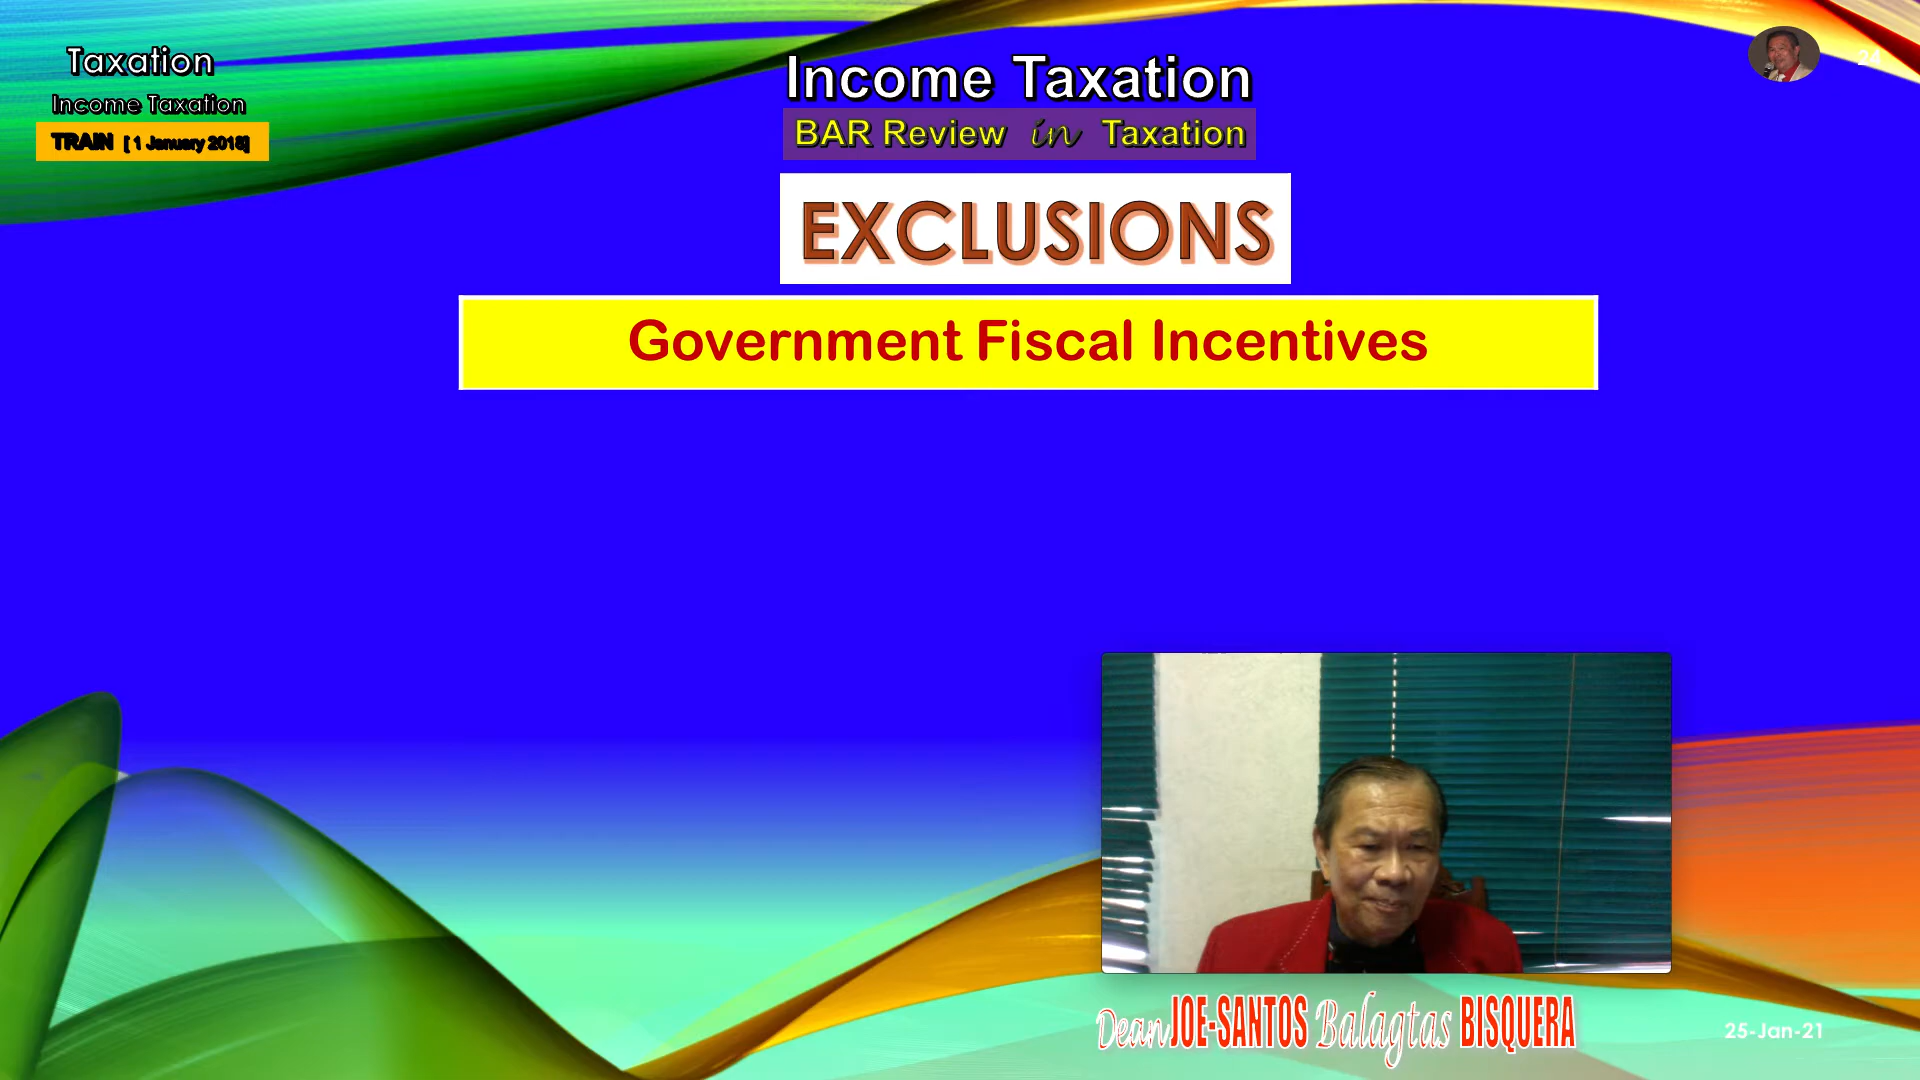 Taxation
Income Taxation
TRAIN [ 1 January 2018]
24
Income Taxation
BAR Review in Taxation
EXCLUSIONS
Government Fiscal Incentives
Dean JOE-SANTOS Balagtas BISQUERA
25-Jan-21